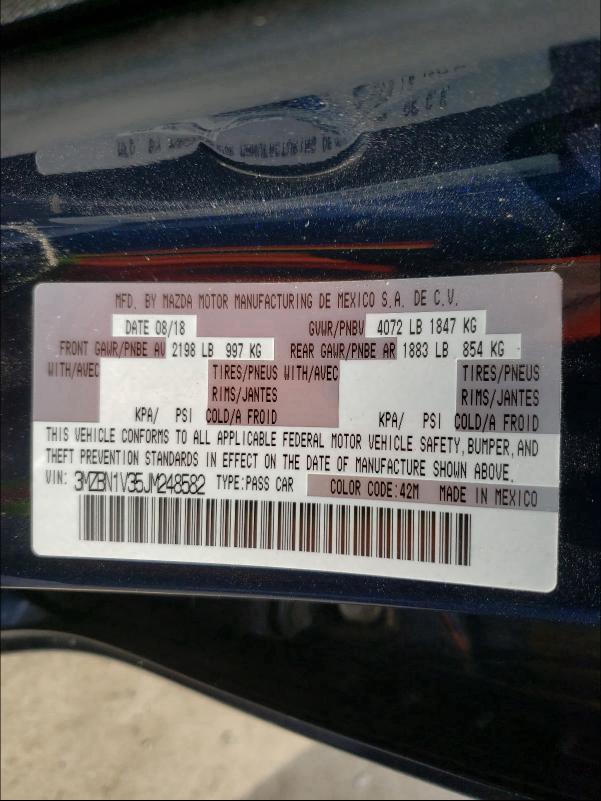 MFD. BY MAZDA MOTOR MANUFACTURING DE MEXICO S.A. DE C.V.
DATE 08/18 GVWR/PNBV 4072 LB 1847 KG
FRONT GAWR/PNBE AV 2198 LB 997 KG REAR GAWR/PNBE AR 1883 LB 854 KG
WITH/AVEC TIRES/PNEUS WITH/AVEC TIRES/PNEUS
RIMS/JANTES RIMS/JANTES
KPA/ PSI COLD/A FROID KPA/ PSI COLD/A FROID
THIS VEHICLE CONFORMS TO ALL APPLICABLE FEDERAL MOTOR VEHICLE SAFETY, BUMPER, AND
THEFT PREVENTION STANDARDS IN EFFECT ON THE DATE OF MANUFACTURE SHOWN ABOVE.
VIN: 3MZBN1V35JM248582 TYPE:PASS CAR COLOR CODE:42M MADE IN MEXICO